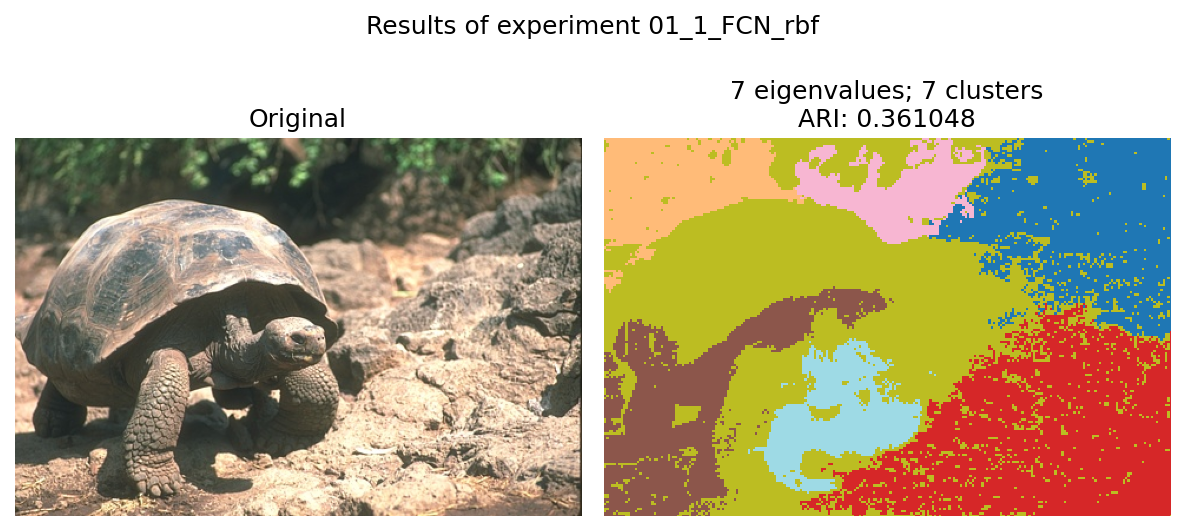 Results of experiment 01_1_FCN_rbf
Original
7 eigenvalues; 7 clusters
ARI: 0.361048